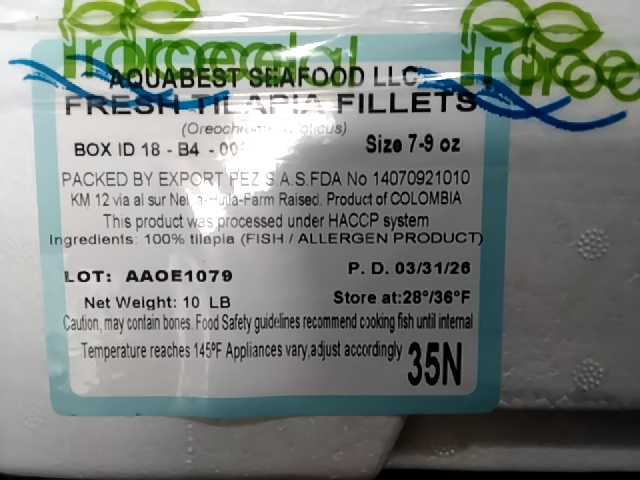 AQUABEST SEAFOOD LLC
FRESH TILAPIA FILLETS
BOX ID 18 - B4 -
Size 7-9 oz
PACKED BY EXPORT PEZ S.A.S.FDA No 14070921010
KM 12 via al sur Farm Raised. Product of COLOMBIA
This product was processed under HACCP system
Ingredients: 100% tilapia (FISH / ALLERGEN PRODUCT)
LOT: AAOE1079
P. D. 03/31/26
Net Weight: 10 LB
Store at:28°/36°F
Caution, may contain bones. Food Safety guidelines recommend cooking fish until internal
Temperature reaches 145ºF Appliances vary,adjust accordingly
35N